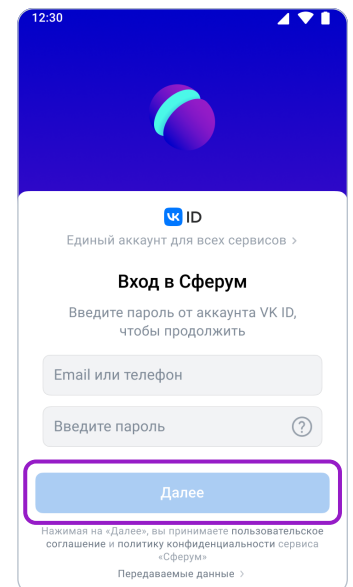 12:30
VK ID
Единый аккаунт для всех сервисов >
Вход в Сферум
Введите пароль от аккаунта VK ID,
чтобы продолжить
Email или телефон
Введите пароль ?
Далее
Нажимая на «Далее», вы принимаете пользовательское
соглашение и политику конфиденциальности сервиса
«Сферум»
Передаваемые данные >